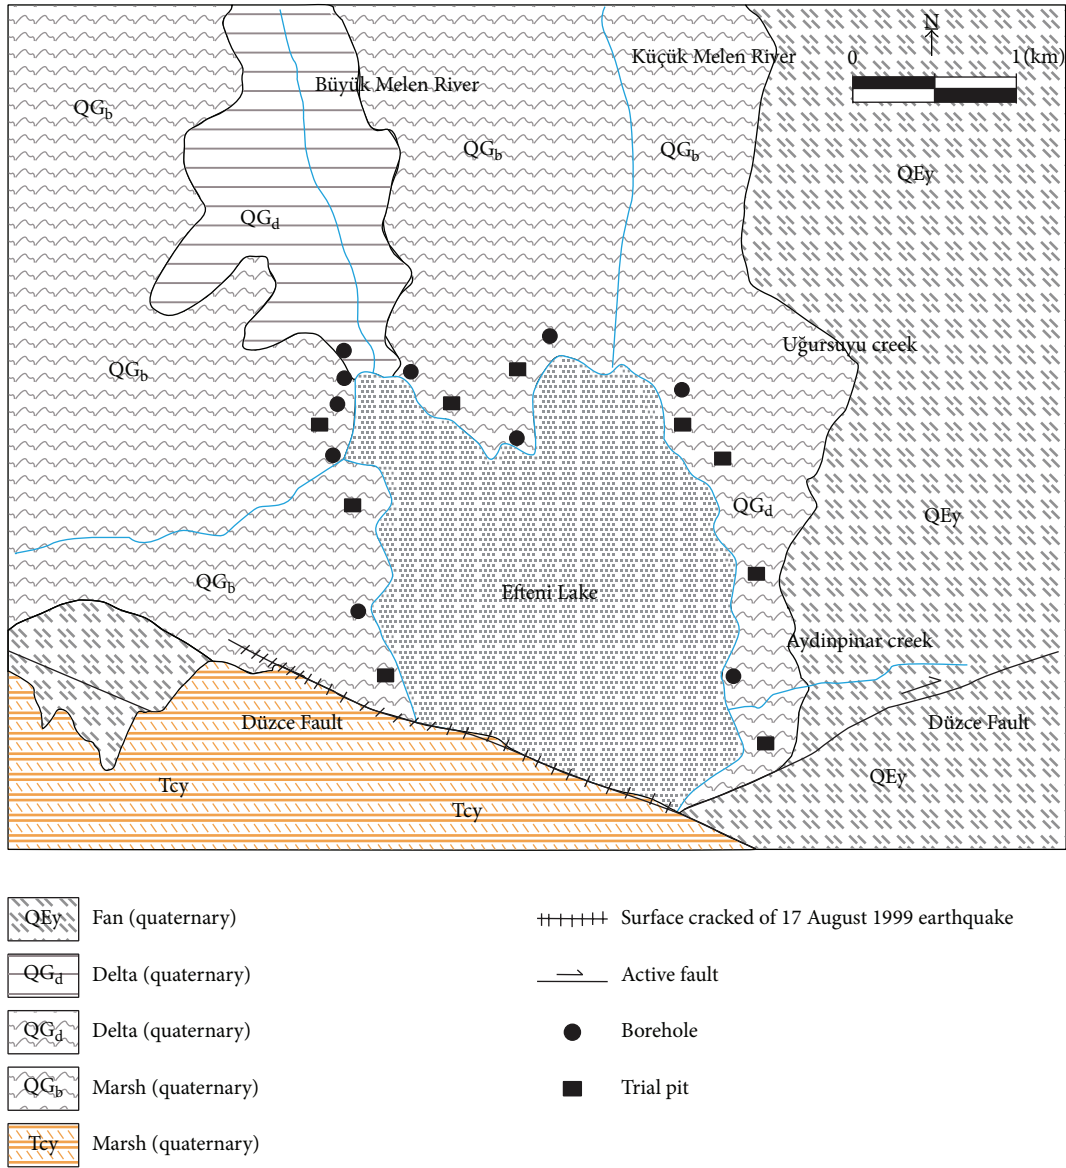 N
Küçük Melen River
0 1 (km)
Büyük Melen River
QGb
QGb
QGb
QEy
QGd
Uğursuyu creek
QGb
QGd
QEy
QGb
Efteni Lake
Aydinpinar creek
Düzce Fault
Düzce Fault
QEy
Tcy
Tcy
QEy Fan (quaternary)
QGd Delta (quaternary)
QGd Delta (quaternary)
QGb Marsh (quaternary)
Tcy Marsh (quaternary)
Surface cracked of 17 August 1999 earthquake
Active fault
Borehole
Trial pit